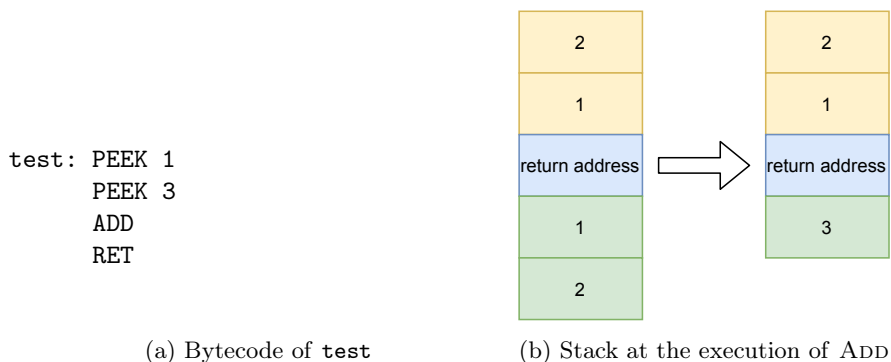 test: PEEK 1
PEEK 3
ADD
RET
(a) Bytecode of test
2
1
return address
1
2
2
1
return address
3
(b) Stack at the execution of ADD